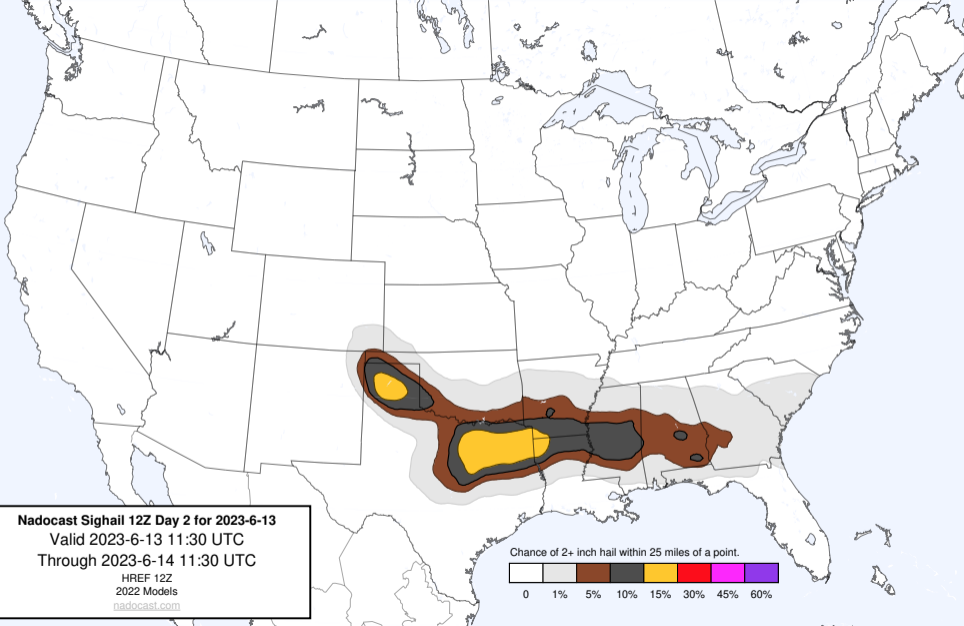 Nadocast Sighail 12Z Day 2 for 2023-6-13
Valid 2023-6-13 11:30 UTC
Through 2023-6-14 11:30 UTC
HREF 12Z
2022 Models
nadocast.com
Chance of 2+ inch hail within 25 miles of a point.
0 1% 5% 10% 15% 30% 45% 60%